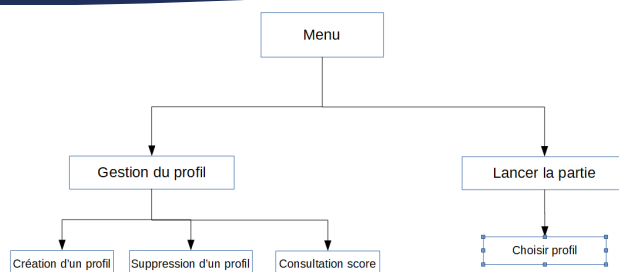 Menu
Gestion du profil
Lancer la partie
Choisir profil
Création d'un profil
Suppression d'un profil
Consultation score